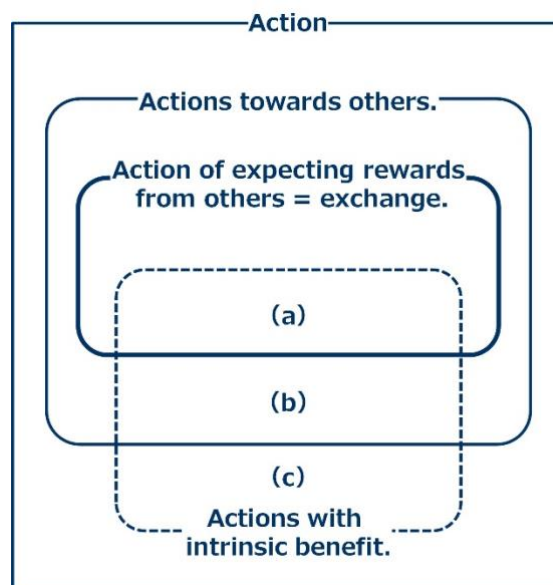 Action
Actions towards others.
Action of expecting rewards
from others = exchange.
(a)
(b)
(c)
Actions with
intrinsic benefit.